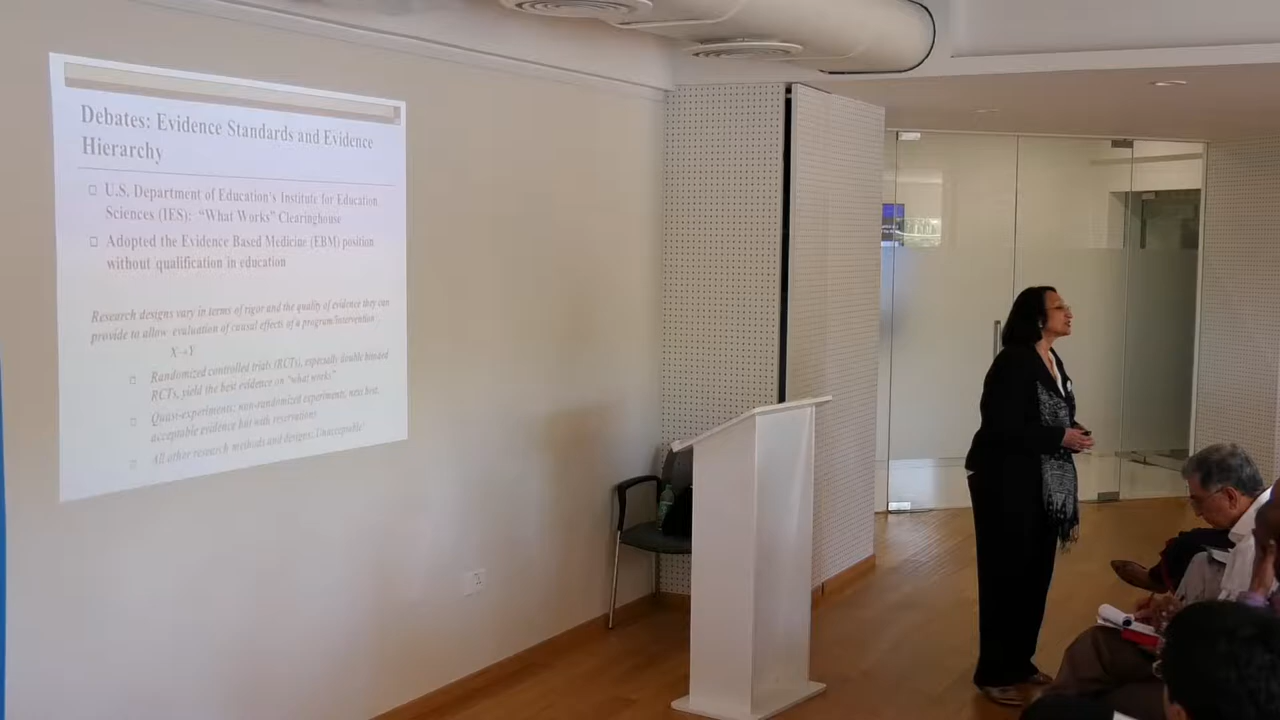 Debates: Evidence Standards and Evidence
Hierarchy
U.S. Department of Education's Institute for Education
Sciences (IES): “What Works” Clearinghouse
Adopted the Evidence Based Medicine (EBM) position
without qualification in education
Research designs vary in terms of rigor and the quality of evidence they can
provide to allow evaluation of causal effects of a program/intervention
X→Y
Randomized controlled trials (RCTs), especially double blinded
RCTs, yield the best evidence on “what works”
Quasi-experiments: non-randomized experiments, next best,
acceptable evidence but with reservations
All other research methods and designs: Unacceptable